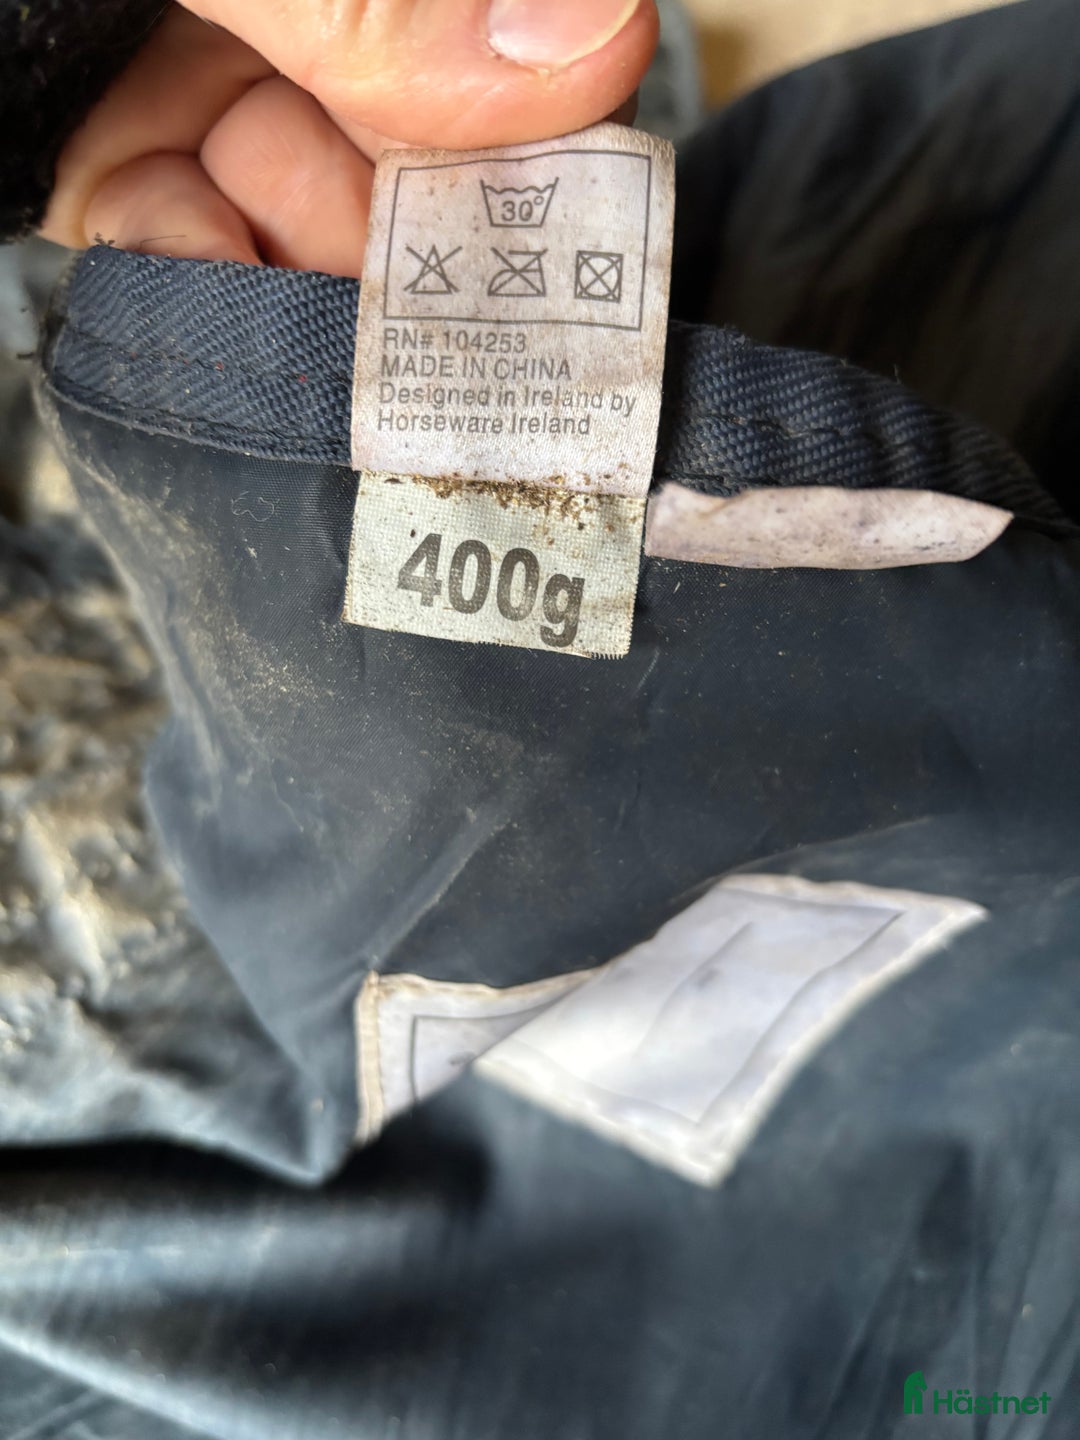 30°
RN# 104253
MADE IN CHINA
Designed in Ireland by
Horseware Ireland
400g
Hästnet